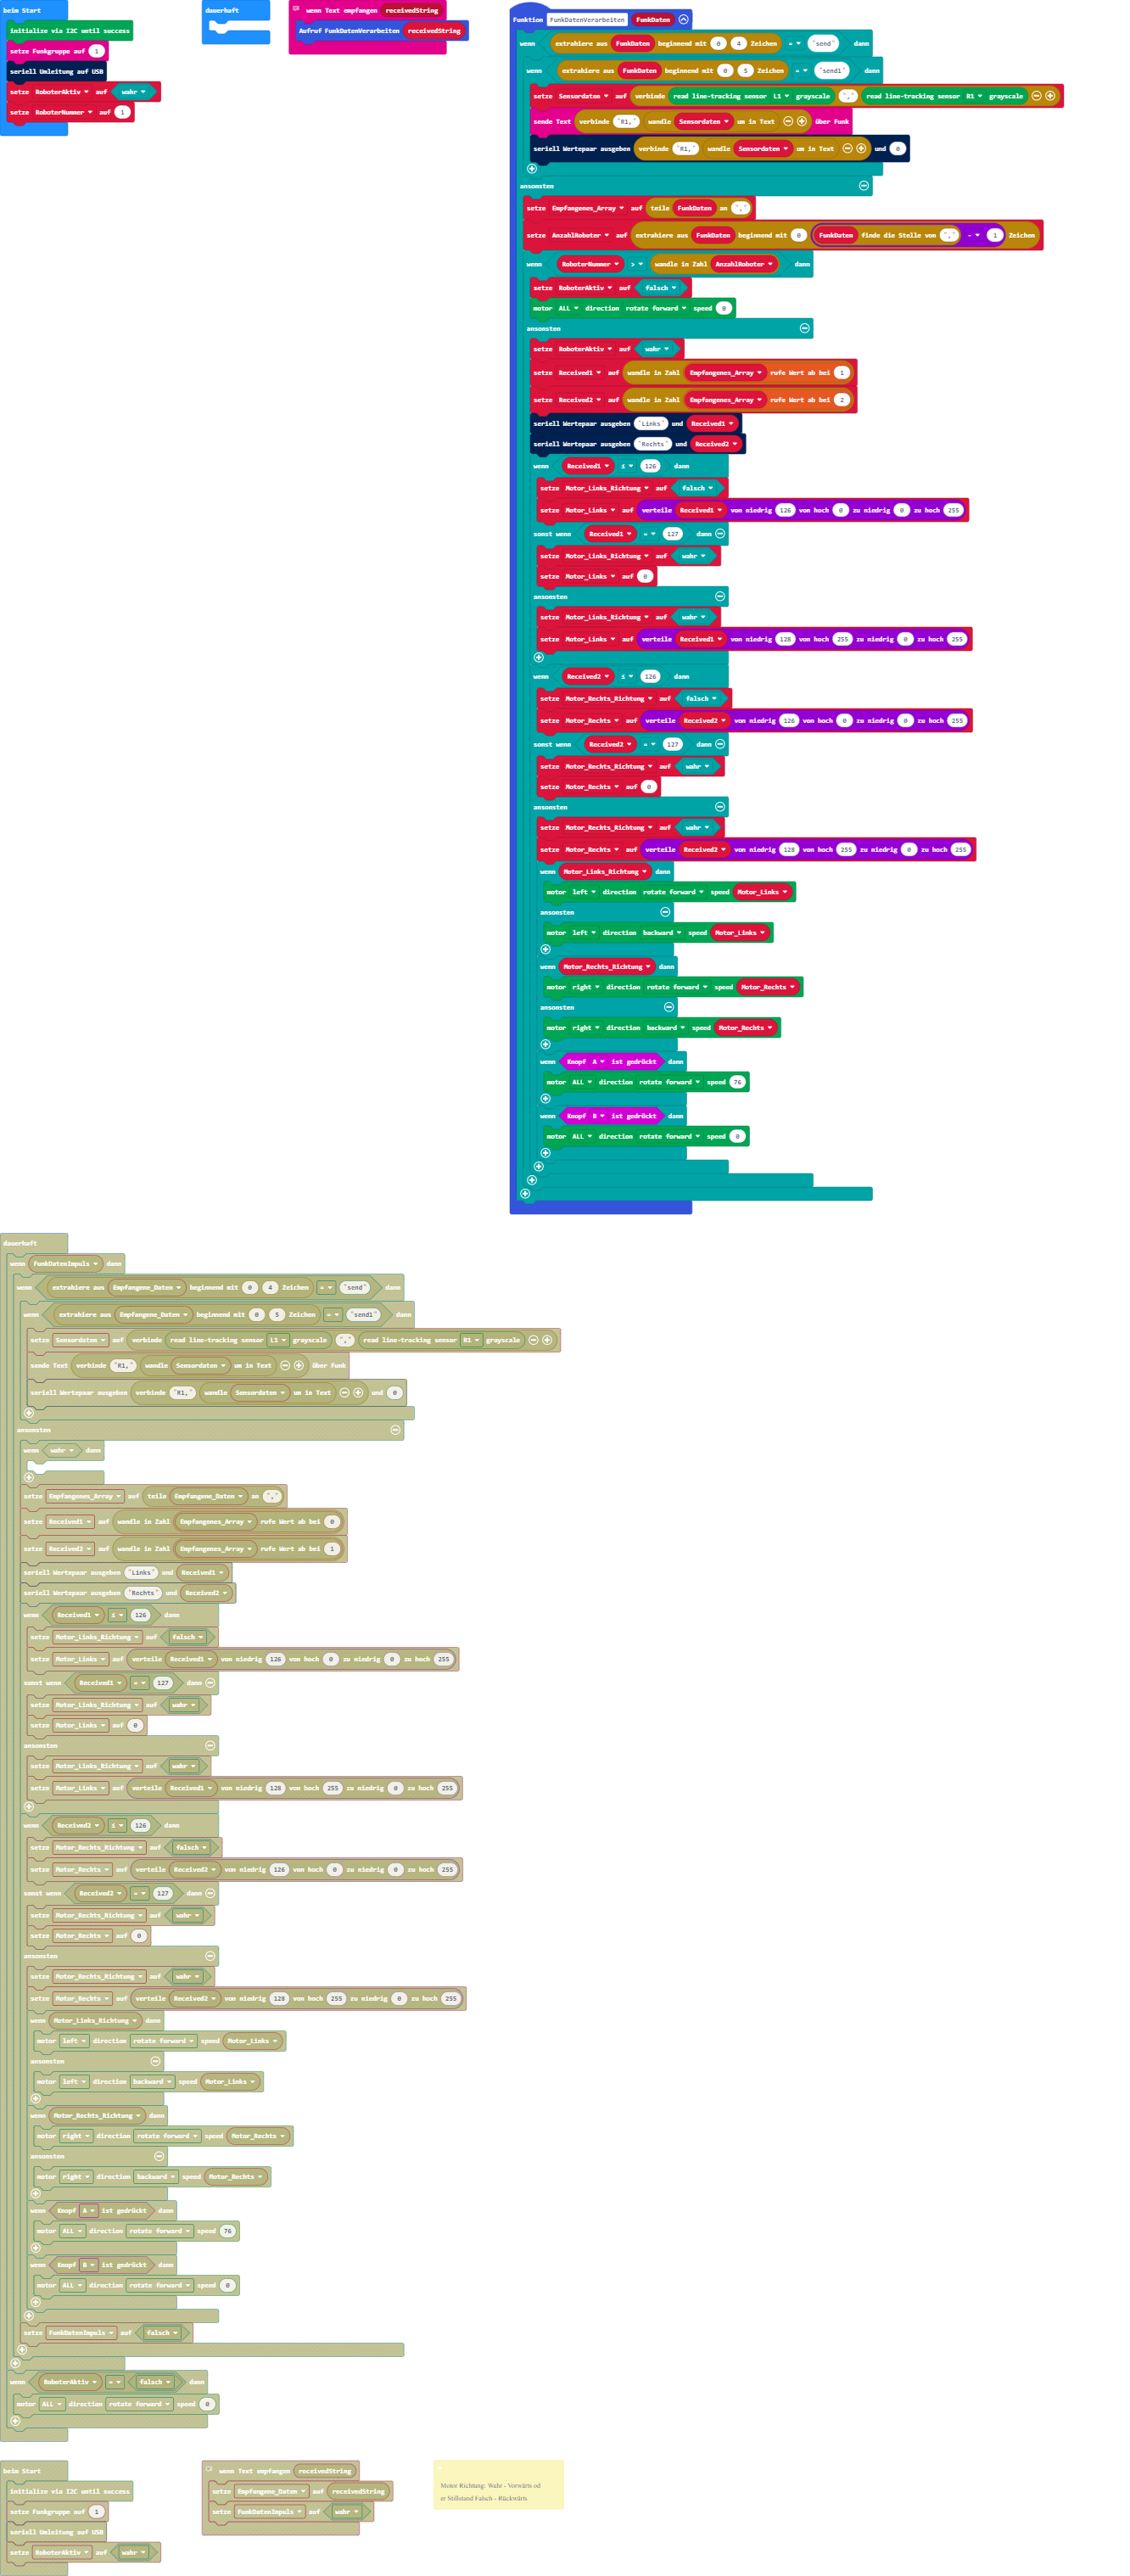 beim Start
initialize via I2C until success
setze Funkgruppe auf 1
seriell Umleitung auf USB
setze RoboterAktiv auf wahr
setze RoboterNummer auf 1
dauerhaft
wenn Text empfangen receivedString
Aufruf FunkDatenVerarbeiten receivedString
Funktion FunkDatenVerarbeiten FunkDaten
wenn extrahiere aus FunkDaten beginnend mit 0 4 Zeichen = "send" dann
wenn extrahiere aus FunkDaten beginnend mit 0 5 Zeichen = "send1" dann
setze Sensordaten auf verbinde read line-tracking sensor L1 grayscale "," read line-tracking sensor R1 grayscale
sende Text verbinde "R1," wandle Sensordaten um in Text über Funk
seriell Wertepaar ausgeben verbinde "R1," wandle Sensordaten um in Text und 0
ansonsten
setze Empfangenes_Array auf teile FunkDaten an ","
setze AnzahlRoboter auf extrahiere aus FunkDaten beginnend mit 0 FunkDaten finde die Stelle von "," - 1 Zeichen
wenn RoboterNummer > wandle in Zahl AnzahlRoboter dann
setze RoboterAktiv auf falsch
motor ALL direction rotate forward speed 0
ansonsten
setze RoboterAktiv auf wahr
setze Received1 auf wandle in Zahl Empfangenes_Array rufe Wert ab bei 1
setze Received2 auf wandle in Zahl Empfangenes_Array rufe Wert ab bei 2
seriell Wertepaar ausgeben "Links" und Received1
seriell Wertepaar ausgeben "Rechts" und Received2
wenn Received1 ≤ 126 dann
setze Motor_Links_Richtung auf falsch
setze Motor_Links auf verteile Received1 von niedrig 126 von hoch 0 zu niedrig 0 zu hoch 255
sonst wenn Received1 = 127 dann
setze Motor_Links_Richtung auf wahr
setze Motor_Links auf 0
ansonsten
setze Motor_Links_Richtung auf wahr
setze Motor_Links auf verteile Received1 von niedrig 128 von hoch 255 zu niedrig 0 zu hoch 255
wenn Received2 ≤ 126 dann
setze Motor_Rechts_Richtung auf falsch
setze Motor_Rechts auf verteile Received2 von niedrig 126 von hoch 0 zu niedrig 0 zu hoch 255
sonst wenn Received2 = 127 dann
setze Motor_Rechts_Richtung auf wahr
setze Motor_Rechts auf 0
ansonsten
setze Motor_Rechts_Richtung auf wahr
setze Motor_Rechts auf verteile Received2 von niedrig 128 von hoch 255 zu niedrig 0 zu hoch 255
wenn Motor_Links_Richtung dann
motor left direction rotate forward speed Motor_Links
ansonsten
motor left direction backward speed Motor_Links
wenn Motor_Rechts_Richtung dann
motor right direction rotate forward speed Motor_Rechts
ansonsten
motor right direction backward speed Motor_Rechts
wenn Knopf A ist gedrückt dann
motor ALL direction rotate forward speed 76
wenn Knopf B ist gedrückt dann
motor ALL direction rotate forward speed 0
dauerhaft
wenn FunkDatenImpuls dann
wenn extrahiere aus Empfangene_Daten beginnend mit 0 4 Zeichen = "send" dann
wenn extrahiere aus Empfangene_Daten beginnend mit 0 5 Zeichen = "send1" dann
setze Sensordaten auf verbinde read line-tracking sensor L1 grayscale "," read line-tracking sensor R1 grayscale
sende Text verbinde "R1," wandle Sensordaten um in Text über Funk
seriell Wertepaar ausgeben verbinde "R1," wandle Sensordaten um in Text und 0
ansonsten
wenn wahr dann
setze Empfangenes_Array auf teile Empfangene_Daten an ","
setze Received1 auf wandle in Zahl Empfangenes_Array rufe Wert ab bei 0
setze Received2 auf wandle in Zahl Empfangenes_Array rufe Wert ab bei 1
seriell Wertepaar ausgeben "Links" und Received1
seriell Wertepaar ausgeben "Rechts" und Received2
wenn Received1 ≤ 126 dann
setze Motor_Links_Richtung auf falsch
setze Motor_Links auf verteile Received1 von niedrig 126 von hoch 0 zu niedrig 0 zu hoch 255
sonst wenn Received1 = 127 dann
setze Motor_Links_Richtung auf wahr
setze Motor_Links auf 0
ansonsten
setze Motor_Links_Richtung auf wahr
setze Motor_Links auf verteile Received1 von niedrig 128 von hoch 255 zu niedrig 0 zu hoch 255
wenn Received2 ≤ 126 dann
setze Motor_Rechts_Richtung auf falsch
setze Motor_Rechts auf verteile Received2 von niedrig 126 von hoch 0 zu niedrig 0 zu hoch 255
sonst wenn Received2 = 127 dann
setze Motor_Rechts_Richtung auf wahr
setze Motor_Rechts auf 0
ansonsten
setze Motor_Rechts_Richtung auf wahr
setze Motor_Rechts auf verteile Received2 von niedrig 128 von hoch 255 zu niedrig 0 zu hoch 255
wenn Motor_Links_Richtung dann
motor left direction rotate forward speed Motor_Links
ansonsten
motor left direction backward speed Motor_Links
wenn Motor_Rechts_Richtung dann
motor right direction rotate forward speed Motor_Rechts
ansonsten
motor right direction backward speed Motor_Rechts
wenn Knopf A ist gedrückt dann
motor ALL direction rotate forward speed 76
wenn Knopf B ist gedrückt dann
motor ALL direction rotate forward speed 0
setze FunkDatenImpuls auf falsch
wenn RoboterAktiv = falsch dann
motor ALL direction rotate forward speed 0
beim Start
initialize via I2C until success
setze Funkgruppe auf 1
seriell Umleitung auf USB
setze RoboterAktiv auf wahr
wenn Text empfangen receivedString
setze Empfangene_Daten auf receivedString
setze FunkDatenImpuls auf wahr
Motor Richtung: Wahr - Vorwärts od
er Stillstand Falsch - Rückwärts